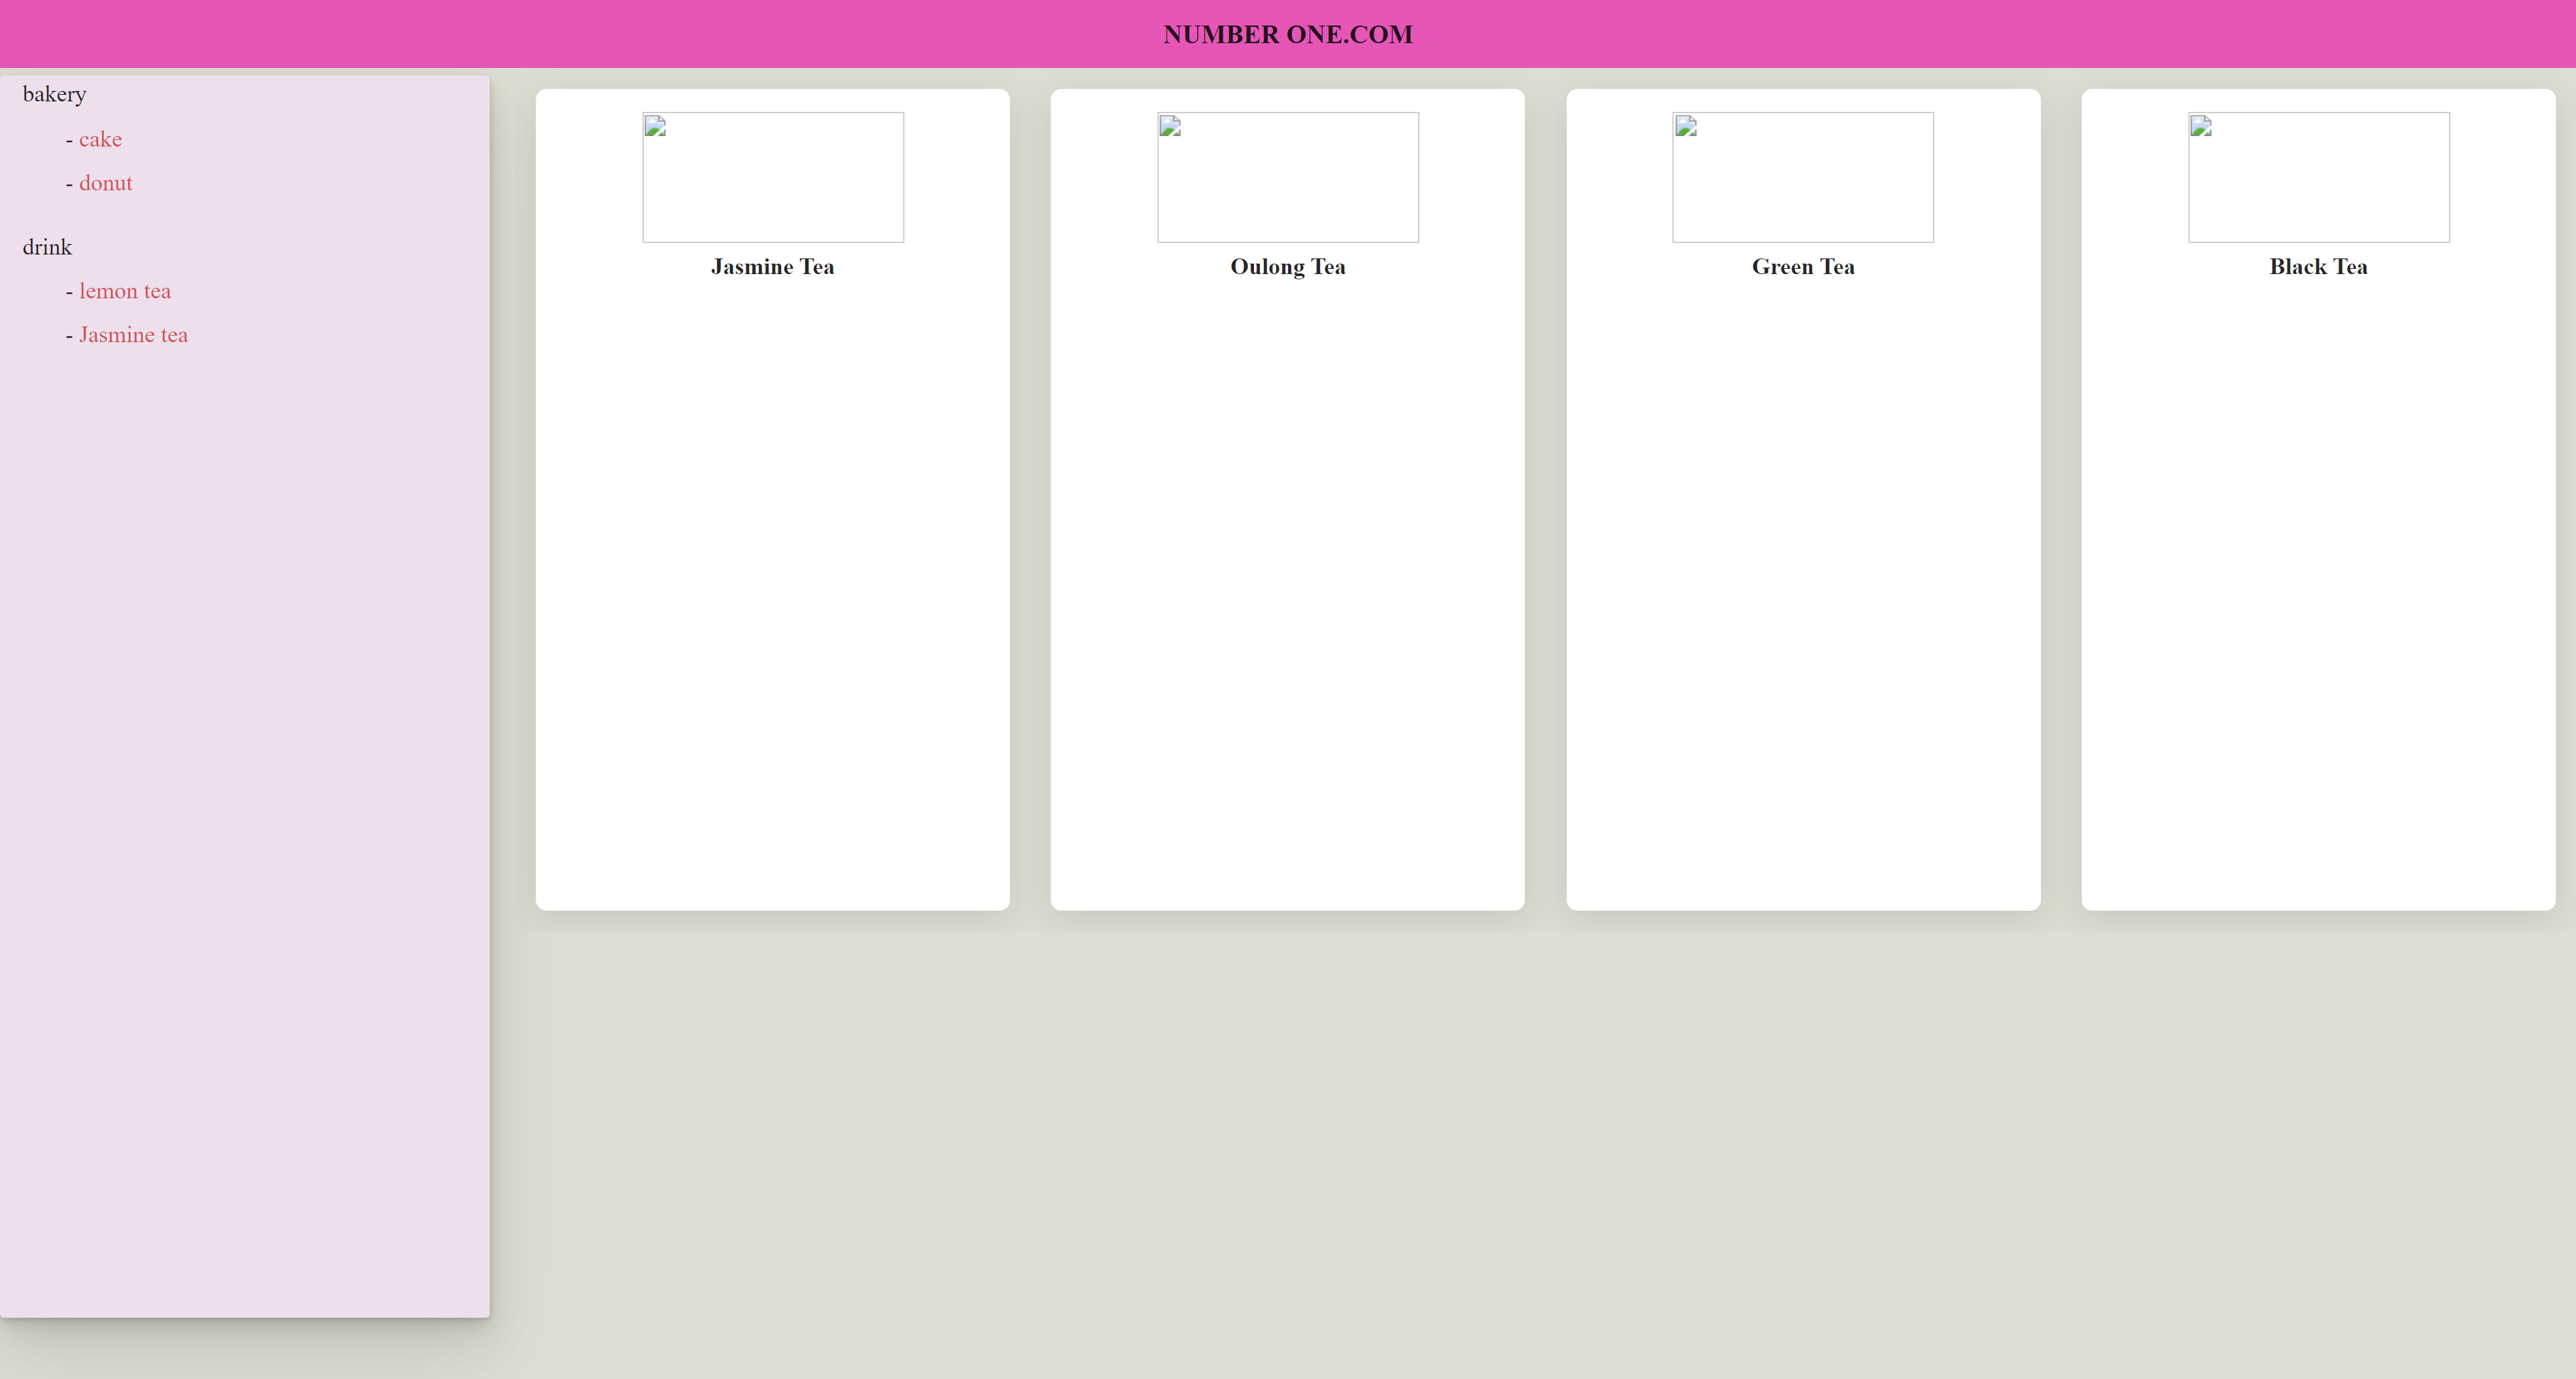 NUMBER ONE.COM
bakery
- cake
- donut
drink
- lemon tea
- Jasmine tea
Jasmine Tea
Oulong Tea
Green Tea
Black Tea